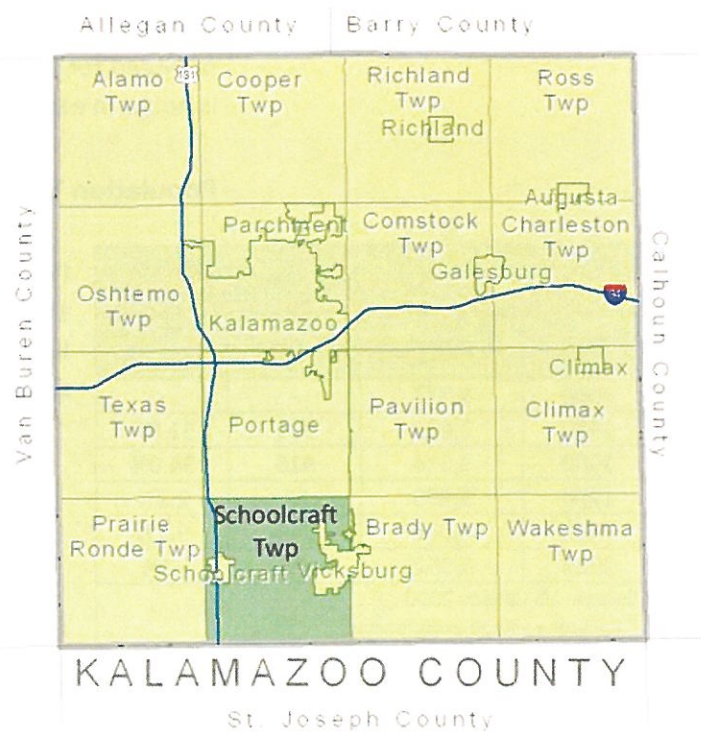 Allegan County
Barry County
Alamo
Twp
131
Cooper
Twp
Richland
Twp
Richland
Ross
Twp
Augusta
Parchment
Comstock
Twp
Charleston
Twp
Galesburg
Oshtemo
Twp
Kalamazoo
Climax
Texas
Twp
Portage
Pavilion
Twp
Climax
Twp
Prairie
Ronde Twp
Schoolcraft
Twp
Schoolcraft
Vicksburg
Brady Twp
Wakeshma
Twp
Van Buren County
Calhoun County
KALAMAZOO COUNTY
St. Joseph County